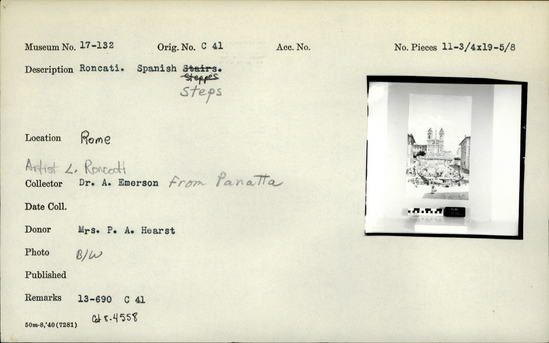 Museum No. 17-132 Orig. No. C 41 Acc. No. No. Pieces 11-3/4x19-5/8
Description Roncati. Spanish Stairs.
Steppes
Steps
Location Rome
Artist L. Roncati
Collector Dr. A. Emerson From Panatta
Date Coll.
Donor Mrs. P. A. Hearst
Photo B/W
Published
Remarks 13-690 C 41
50m-8,'40(7281)